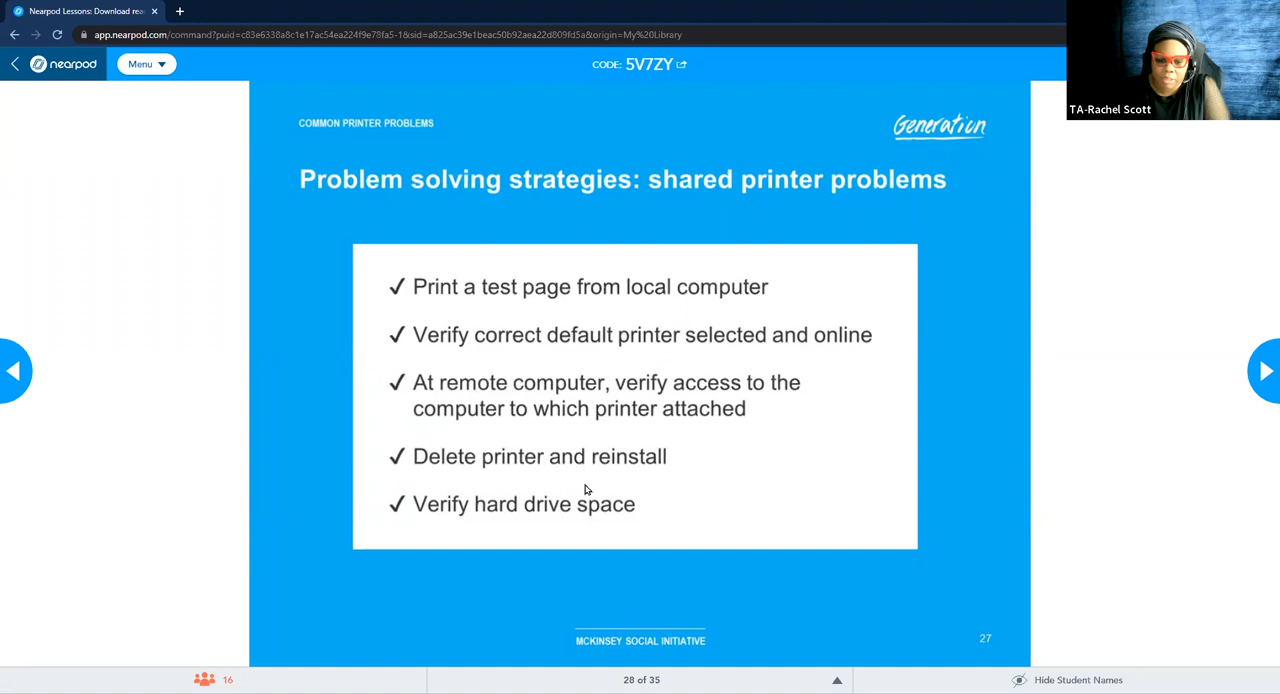 Nearpod Lessons: Download rea
app.nearpod.com/command?puid=c83e6338a8c1e17ac54ea224f9e78fa5-1&sid=a825ac39e1beac50b92aea22d809fd5a&origin=My%20Library
nearpod
Menu
CODE: 5V7ZY
TA-Rachel Scott
COMMON PRINTER PROBLEMS
Generation
Problem solving strategies: shared printer problems
✓ Print a test page from local computer
✓ Verify correct default printer selected and online
✓ At remote computer, verify access to the
computer to which printer attached
✓ Delete printer and reinstall
✓ Verify hard drive space
MCKINSEY SOCIAL INITIATIVE
27
16
28 of 35
Hide Student Names